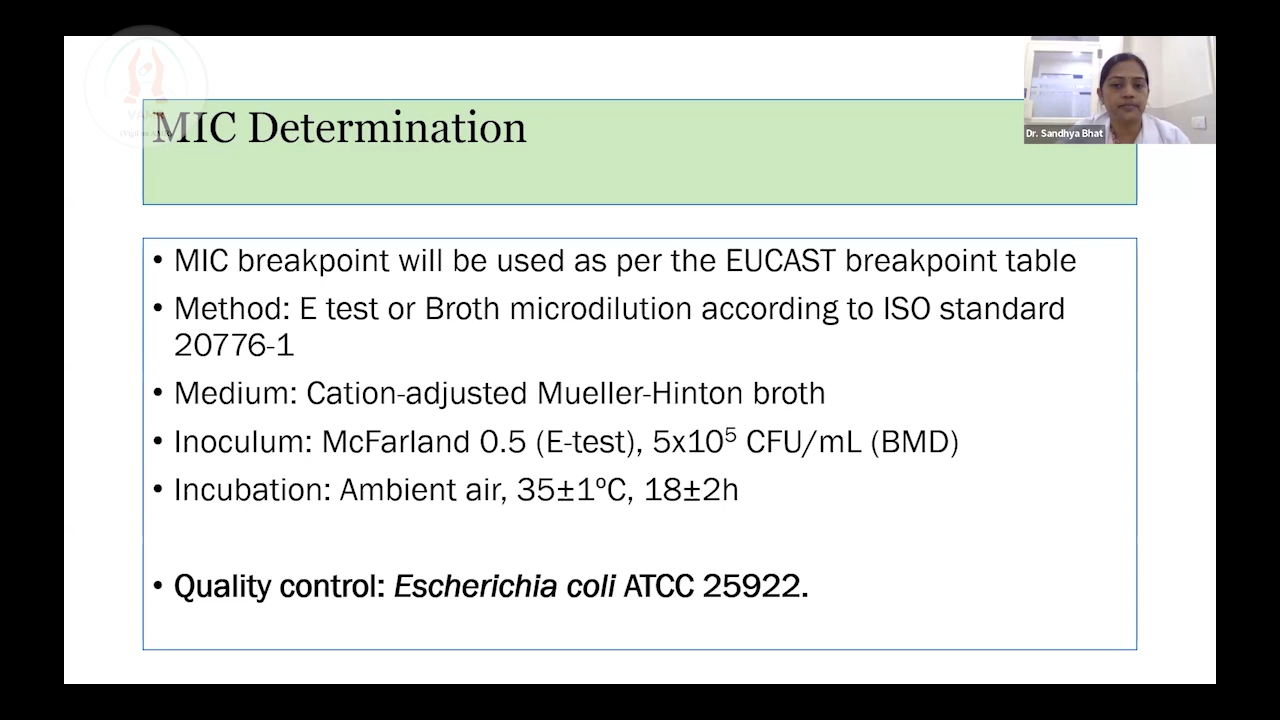 MIC Determination
Dr. Sandhya Bhat
• MIC breakpoint will be used as per the EUCAST breakpoint table
• Method: E test or Broth microdilution according to ISO standard
20776-1
• Medium: Cation-adjusted Mueller-Hinton broth
• Inoculum: McFarland 0.5 (E-test), 5x10⁵ CFU/mL (BMD)
• Incubation: Ambient air, 35±1ºC, 18±2h
• Quality control: Escherichia coli ATCC 25922.